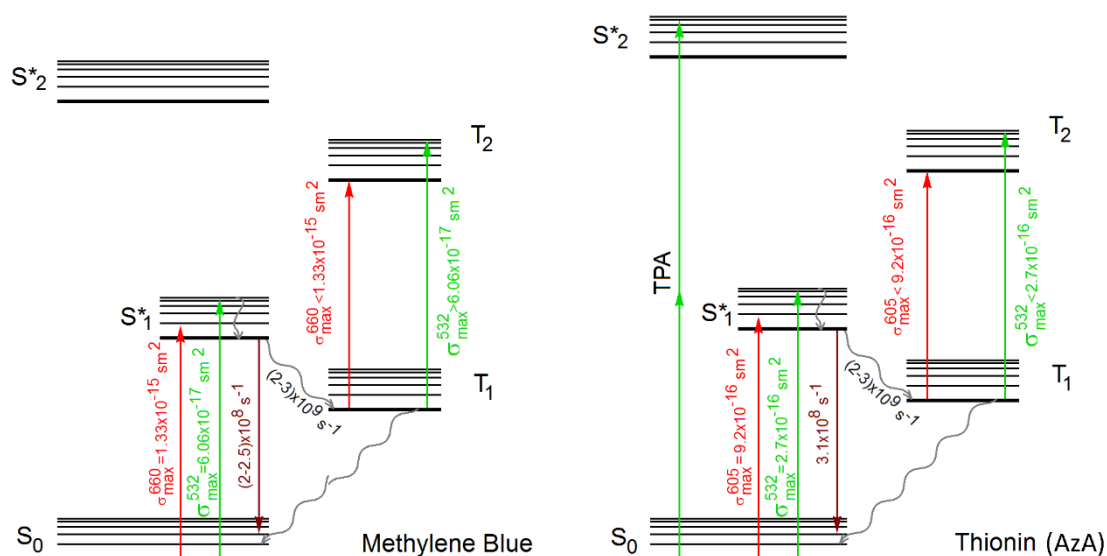 S*2
T2
σ660max<1.33x10-15 sm2
σ532max>6.06x10-17 sm2
S*1
(2-3)x109 s-1
T1
σ660max=1.33x10-15 sm2
σ532max=6.06x10-17 sm2
(2-2.5)x108 s-1
S0
Methylene Blue
S*2
T2
TPA
σ605max<9.2x10-16 sm2
σ532max<2.7x10-16 sm2
S*1
(2-3)x109 s-1
T1
σ605max=9.2x10-16 sm2
σ532max=2.7x10-16 sm2
3.1x108 s-1
S0
Thionin (AzA)